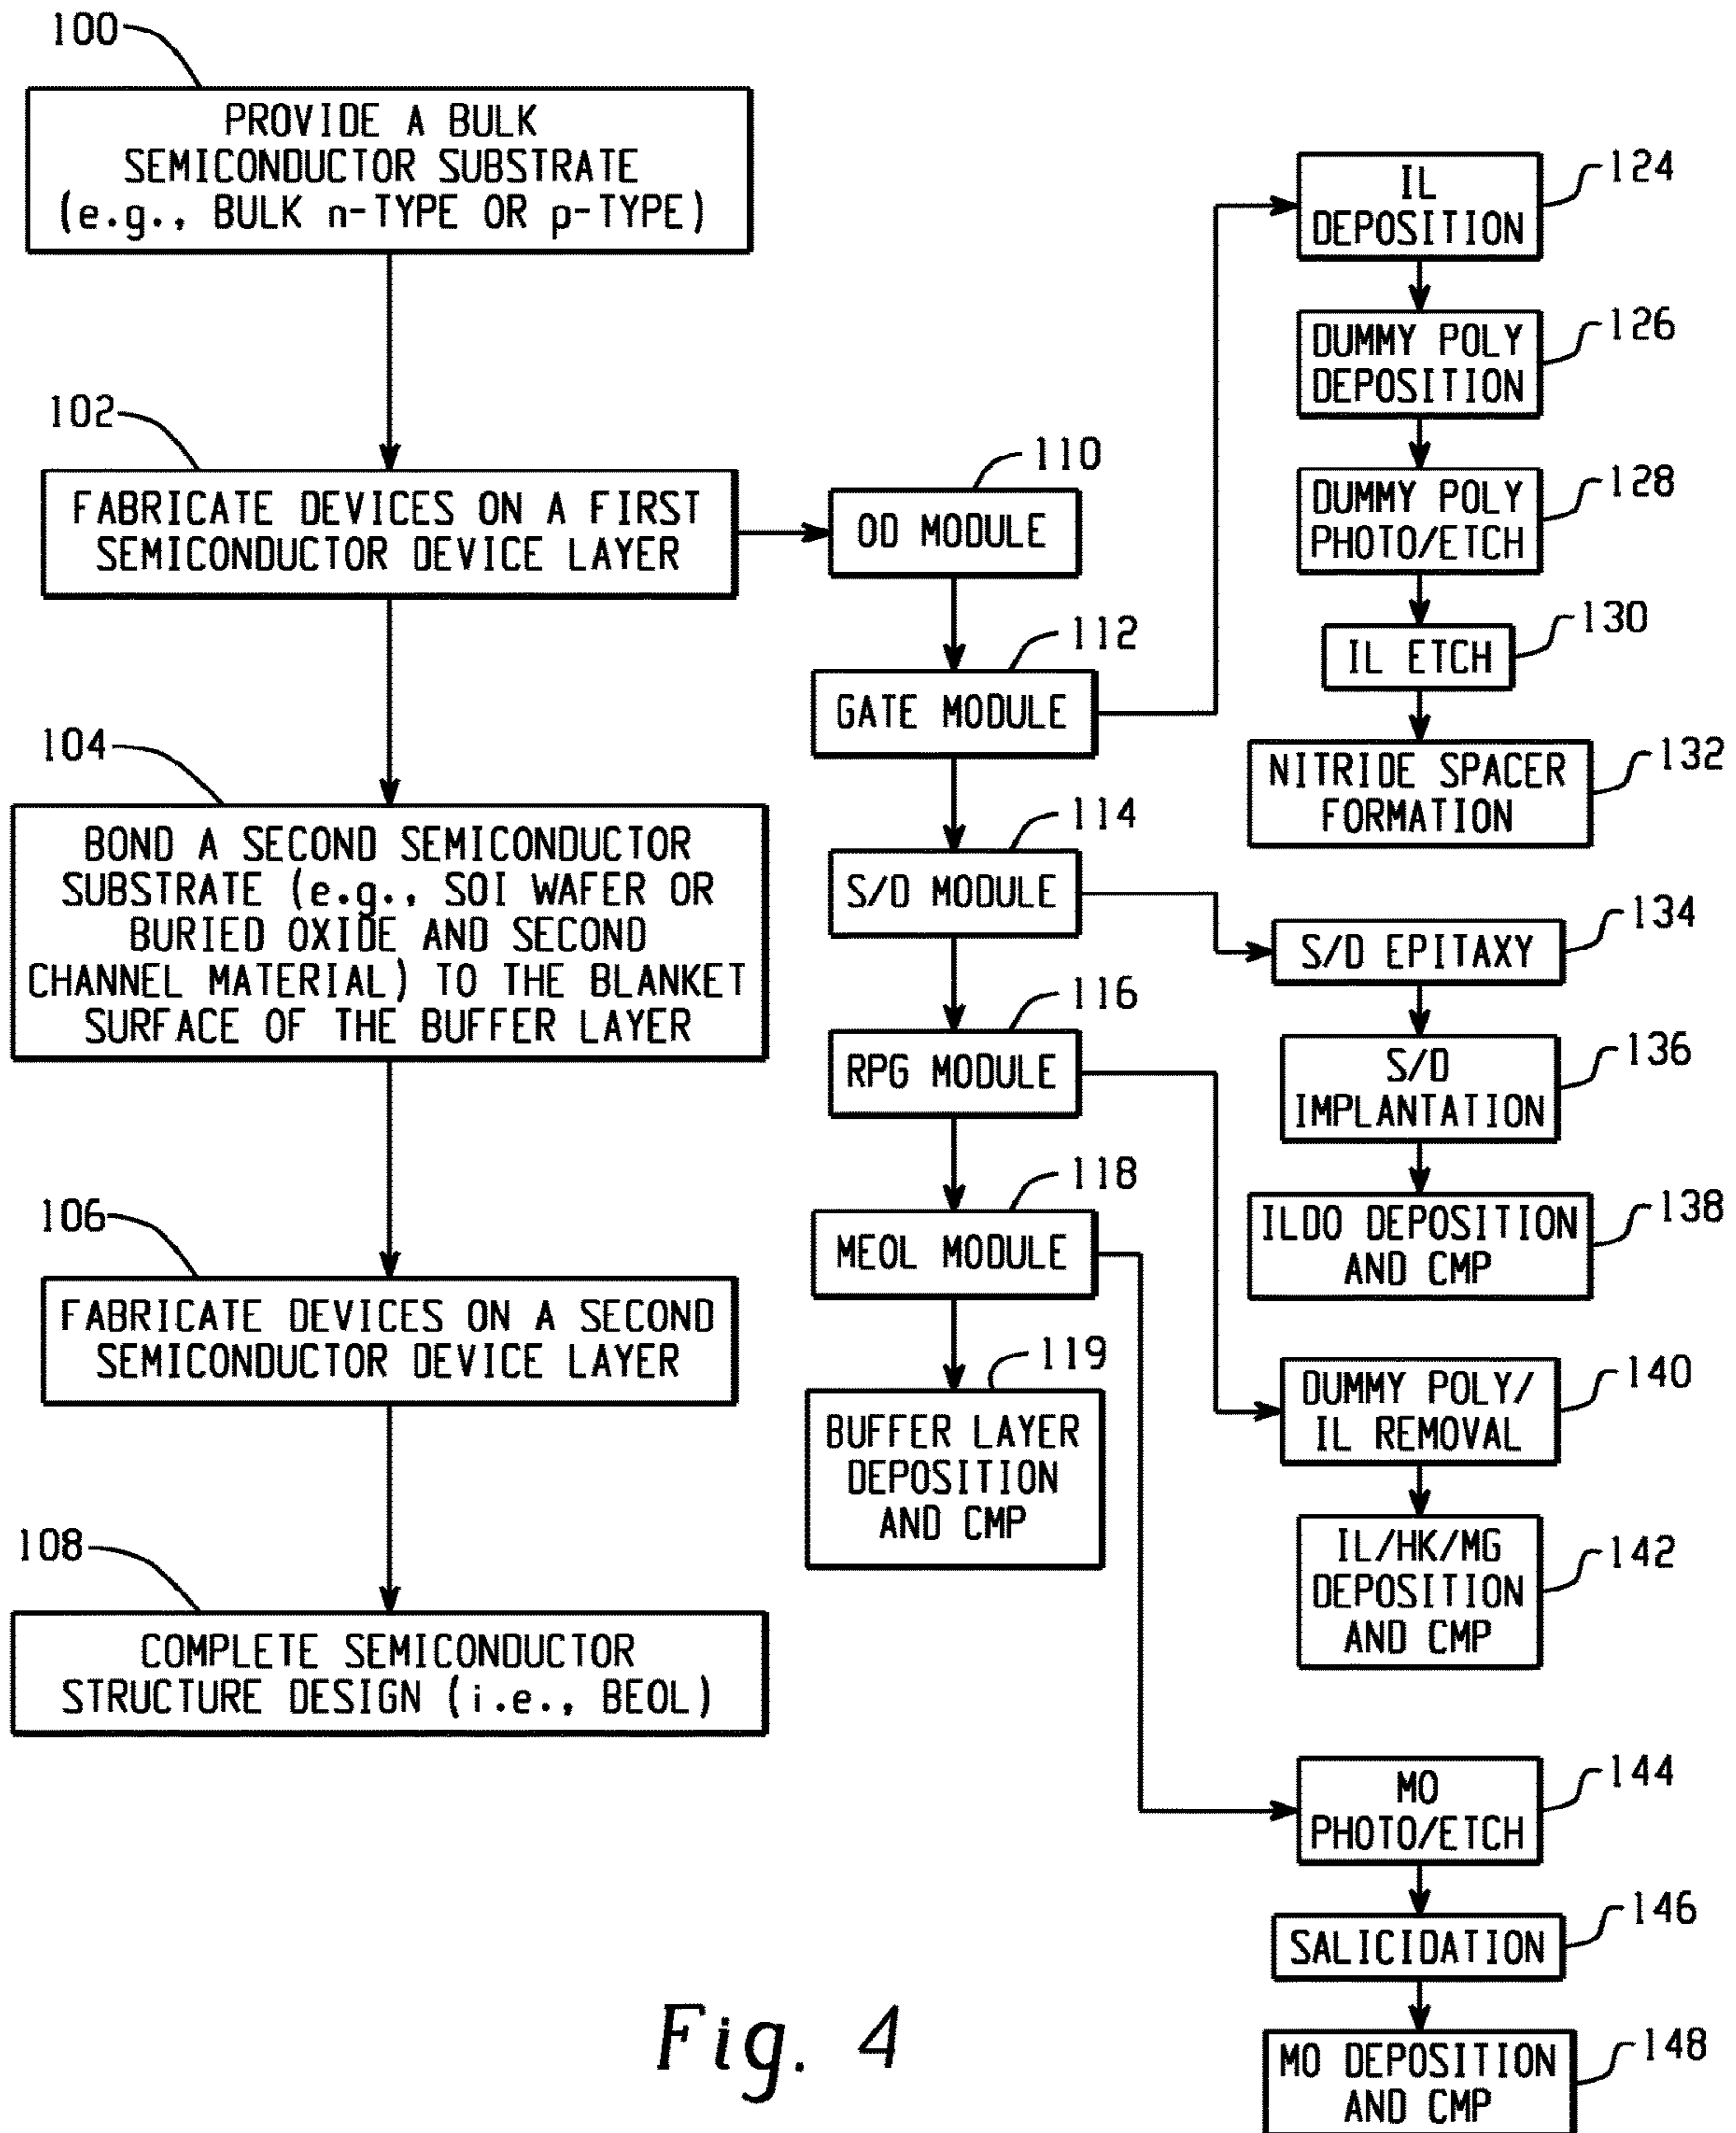 100
PROVIDE A BULK
SEMICONDUCTOR SUBSTRATE
(e.g., BULK n-TYPE OR p-TYPE)
102
FABRICATE DEVICES ON A FIRST
SEMICONDUCTOR DEVICE LAYER
104
BOND A SECOND SEMICONDUCTOR
SUBSTRATE (e.g., SOI WAFER OR
BURIED OXIDE AND SECOND
CHANNEL MATERIAL) TO THE BLANKET
SURFACE OF THE BUFFER LAYER
106
FABRICATE DEVICES ON A SECOND
SEMICONDUCTOR DEVICE LAYER
108
COMPLETE SEMICONDUCTOR
STRUCTURE DESIGN (i.e., BEOL)
110
OD MODULE
112
GATE MODULE
114
S/D MODULE
116
RPG MODULE
118
MEOL MODULE
119
BUFFER LAYER
DEPOSITION
AND CMP
124
IL
DEPOSITION
126
DUMMY POLY
DEPOSITION
128
DUMMY POLY
PHOTO/ETCH
130
IL ETCH
132
NITRIDE SPACER
FORMATION
134
S/D EPITAXY
136
S/D
IMPLANTATION
138
ILDO DEPOSITION
AND CMP
140
DUMMY POLY/
IL REMOVAL
142
IL/HK/MG
DEPOSITION
AND CMP
144
MO
PHOTO/ETCH
146
SALICIDATION
148
MO DEPOSITION
AND CMP
Fig. 4